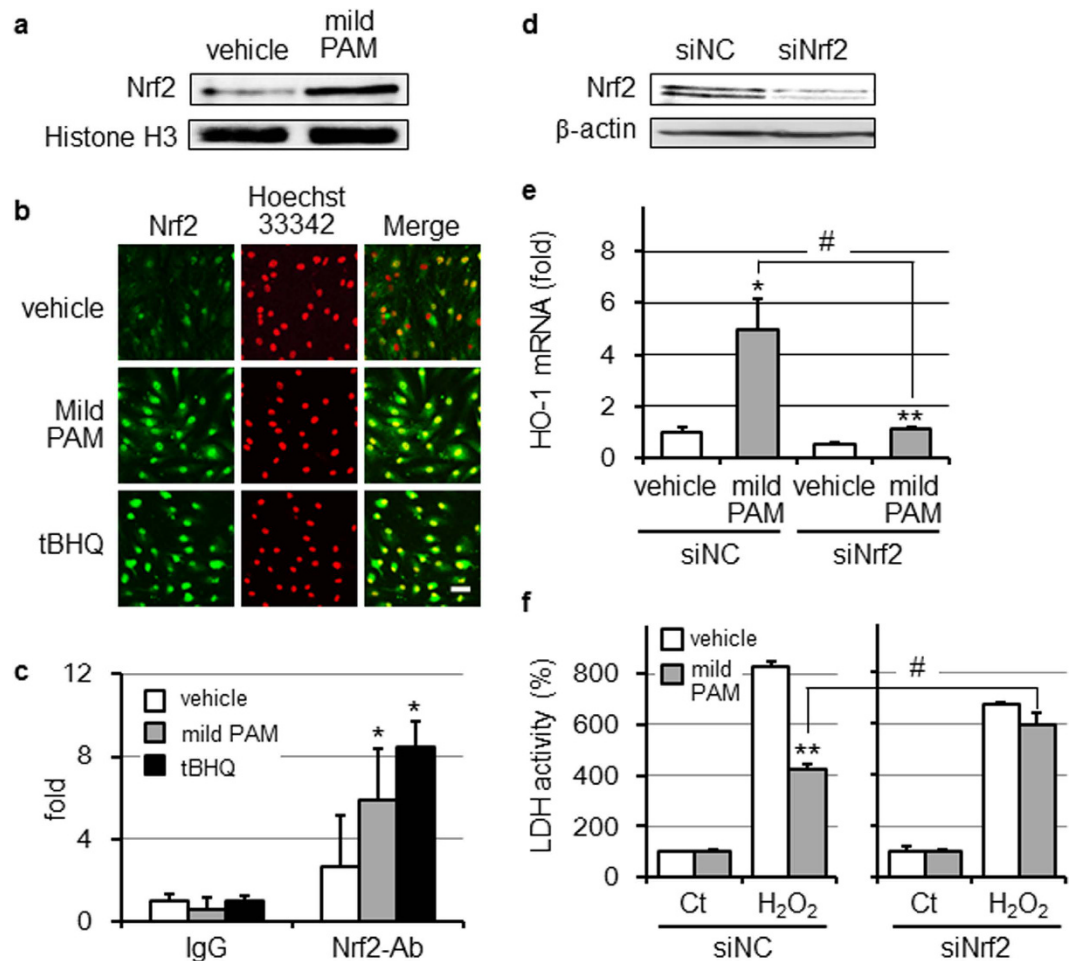 a
vehicle
mild
PAM
Nrf2
Histone H3
b
Nrf2
Hoechst
33342
Merge
vehicle
Mild
PAM
tBHQ
c
12
8
4
0
fold
vehicle
mild PAM
tBHQ
*
*
IgG
Nrf2-Ab
d
siNC
siNrf2
Nrf2
β-actin
e
HO-1 mRNA (fold)
8
6
4
2
0
#
*
**
vehicle
mild
PAM
vehicle
mild
PAM
siNC
siNrf2
f
LDH activity (%)
800
600
400
200
0
vehicle
mild
PAM
#
**
Ct
H₂O₂
Ct
H₂O₂
siNC
siNrf2